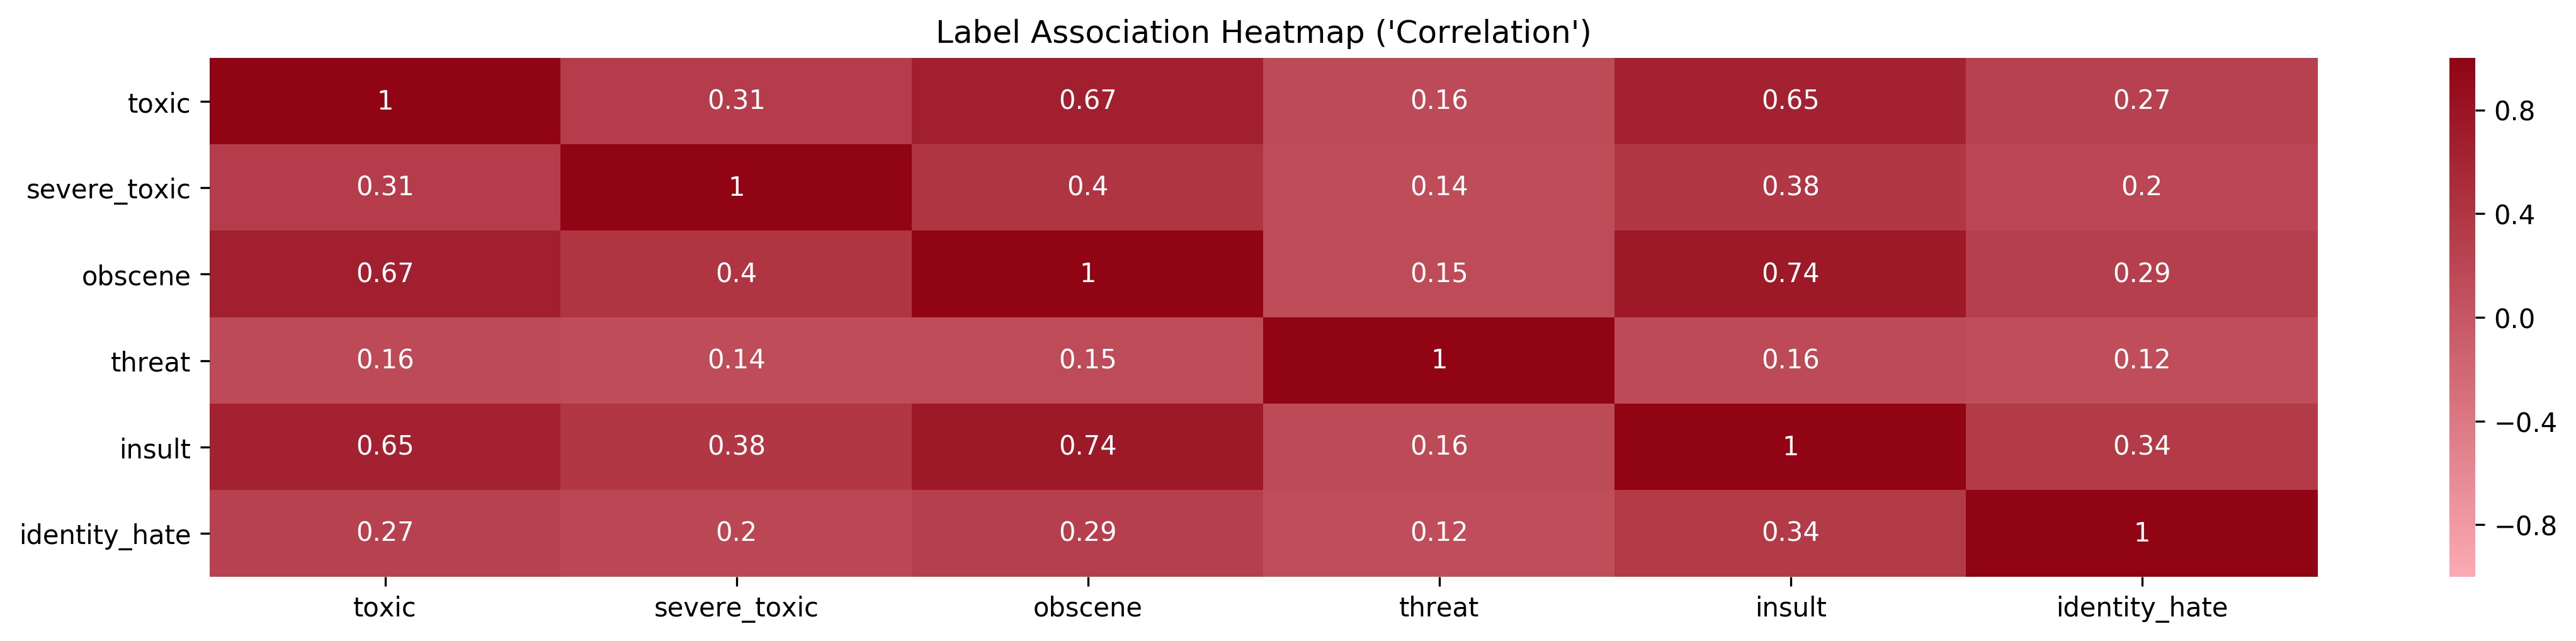 Label Association Heatmap ('Correlation')
toxic 1 0.31 0.67 0.16 0.65 0.27
severe_toxic 0.31 1 0.4 0.14 0.38 0.2
obscene 0.67 0.4 1 0.15 0.74 0.29
threat 0.16 0.14 0.15 1 0.16 0.12
insult 0.65 0.38 0.74 0.16 1 0.34
identity_hate 0.27 0.2 0.29 0.12 0.34 1
toxic severe_toxic obscene threat insult identity_hate
0.8
0.4
0.0
−0.4
−0.8